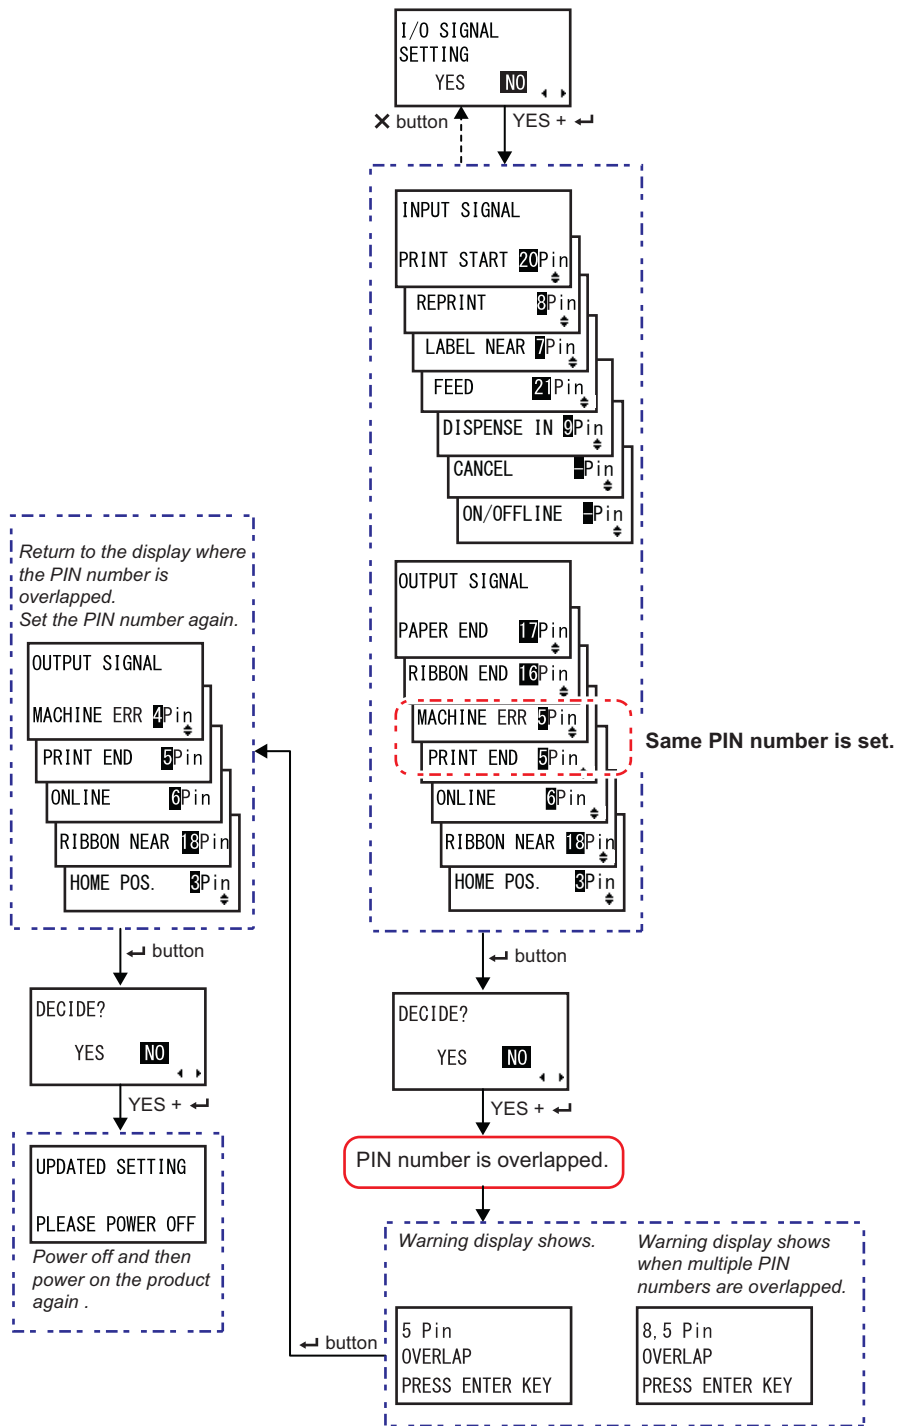 I/O SIGNAL
SETTING
YES NO
✕ button
YES + ↵
INPUT SIGNAL
PRINT START 20Pin
REPRINT 8Pin
LABEL NEAR 7Pin
FEED 21Pin
DISPENSE IN 9Pin
CANCEL -Pin
ON/OFFLINE -Pin
OUTPUT SIGNAL
PAPER END 17Pin
RIBBON END 16Pin
MACHINE ERR 5Pin
PRINT END 5Pin
ONLINE 6Pin
RIBBON NEAR 18Pin
HOME POS. 3Pin
Same PIN number is set.
↵ button
DECIDE?
YES NO
YES + ↵
PIN number is overlapped.
Warning display shows.
5 Pin
OVERLAP
PRESS ENTER KEY
Warning display shows
when multiple PIN
numbers are overlapped.
8,5 Pin
OVERLAP
PRESS ENTER KEY
↵ button
Return to the display where
the PIN number is
overlapped.
Set the PIN number again.
OUTPUT SIGNAL
MACHINE ERR 4Pin
PRINT END 5Pin
ONLINE 6Pin
RIBBON NEAR 18Pin
HOME POS. 3Pin
↵ button
DECIDE?
YES NO
YES + ↵
UPDATED SETTING
PLEASE POWER OFF
Power off and then
power on the product
again .